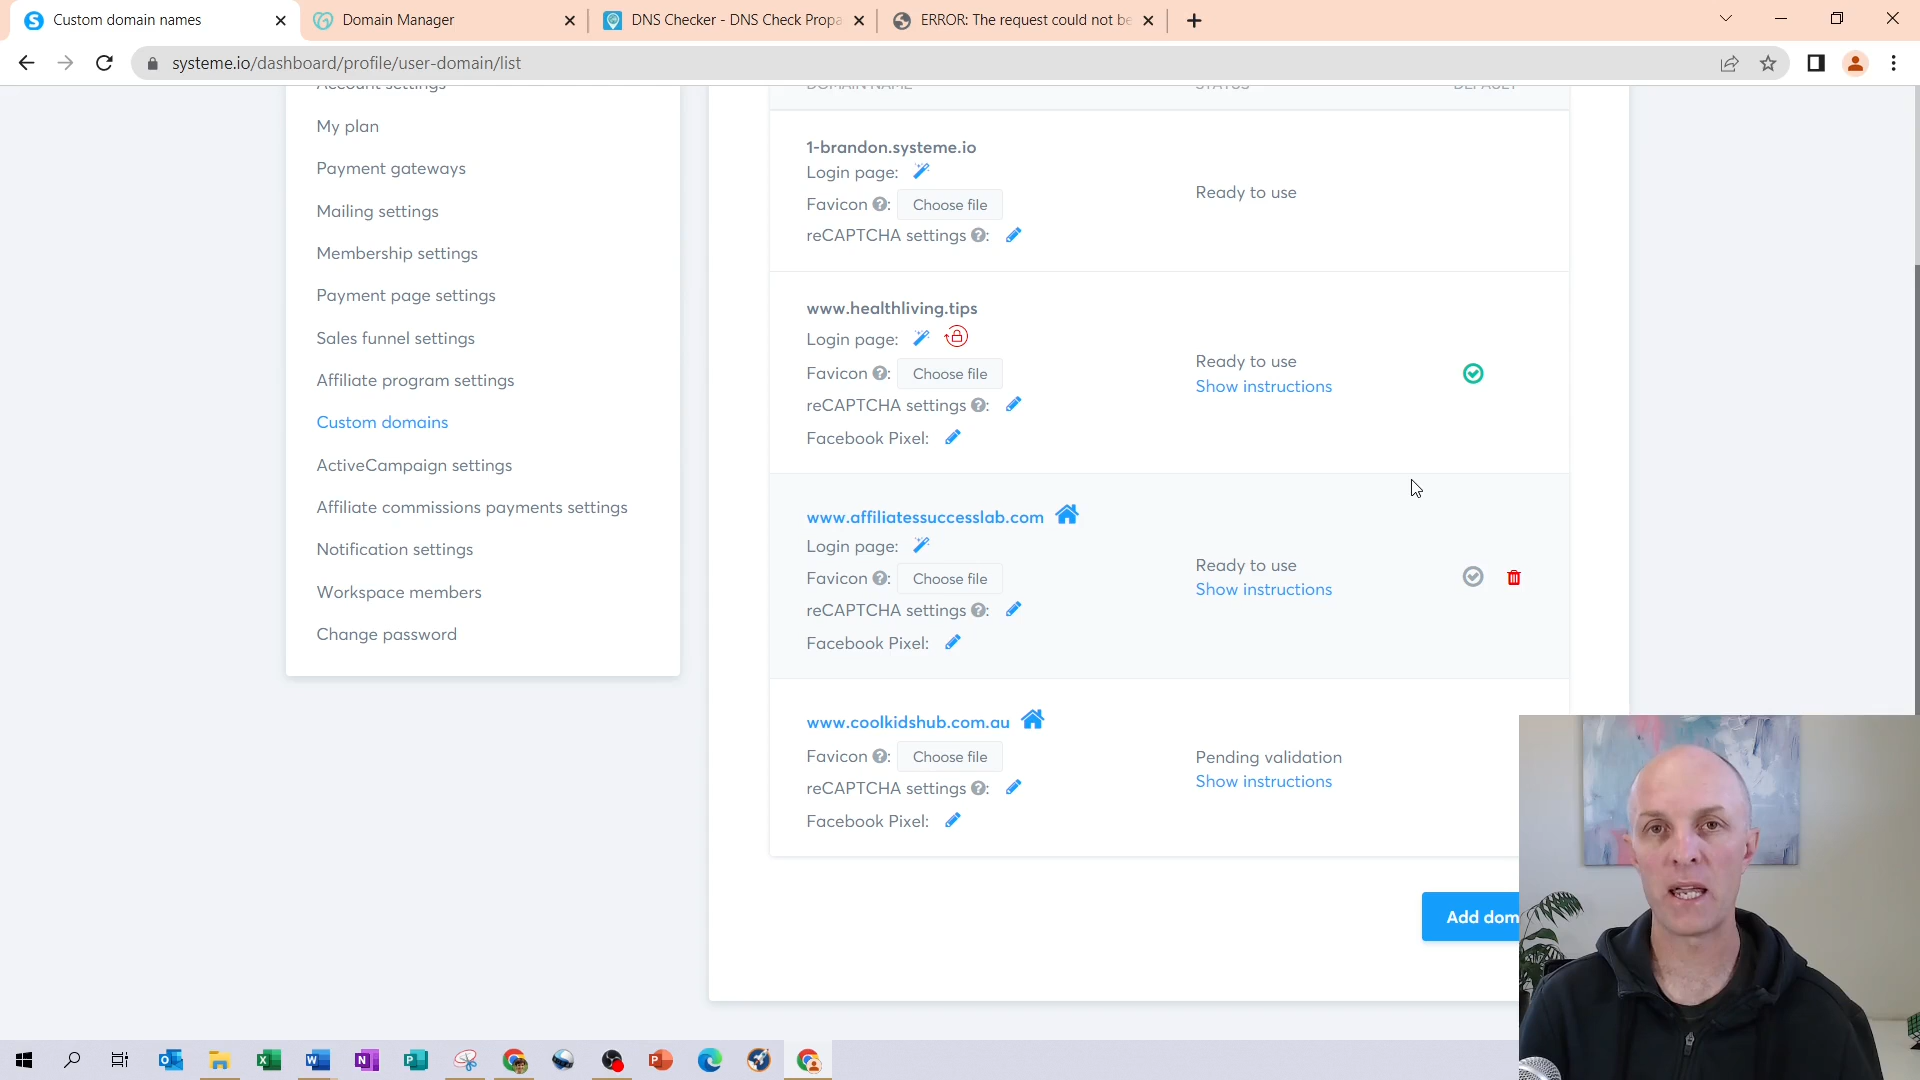 Custom domain names
Domain Manager
DNS Checker - DNS Check Propa
ERROR: The request could not be
systeme.io/dashboard/profile/user-domain/list
Account settings
My plan
Payment gateways
Mailing settings
Membership settings
Payment page settings
Sales funnel settings
Affiliate program settings
Custom domains
ActiveCampaign settings
Affiliate commissions payments settings
Notification settings
Workspace members
Change password
DOMAIN NAME STATUS DEFAULT
1-brandon.systeme.io
Login page:
Favicon ?: Choose file
reCAPTCHA settings ?:
Ready to use
www.healthliving.tips
Login page:
Favicon ?: Choose file
reCAPTCHA settings ?:
Facebook Pixel:
Ready to use
Show instructions
www.affiliatessuccesslab.com
Login page:
Favicon ?: Choose file
reCAPTCHA settings ?:
Facebook Pixel:
Ready to use
Show instructions
www.coolkidshub.com.au
Favicon ?: Choose file
reCAPTCHA settings ?:
Facebook Pixel:
Pending validation
Show instructions
Add dom